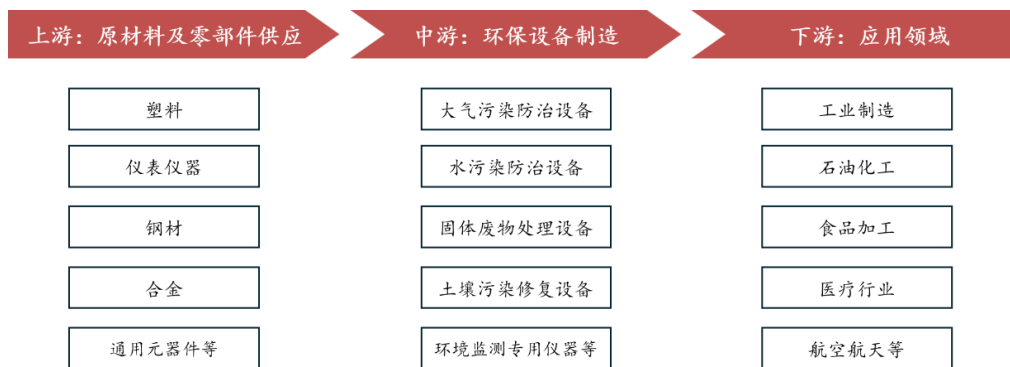 上游：原材料及零部件供应
中游：环保设备制造
下游：应用领域
塑料
大气污染防治设备
工业制造
仪表仪器
水污染防治设备
石油化工
钢材
固体废物处理设备
食品加工
合金
土壤污染修复设备
医疗行业
通用元器件等
环境监测专用仪器等
航空航天等